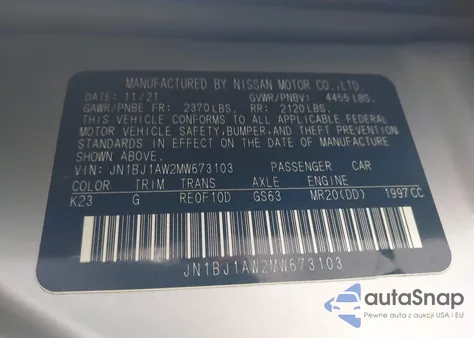 MANUFACTURED BY NISSAN MOTOR CO.,LTD.
DATE: 11/21 GVWR/PNBV: 4455 LBS.
GAWR/PNBE FR: 2370 LBS. RR: 2120 LBS.
THIS VEHICLE CONFORMS TO ALL APPLICABLE FEDERAL
MOTOR VEHICLE SAFETY, BUMPER, AND THEFT PREVENTION
STANDARDS IN EFFECT ON THE DATE OF MANUFACTURE
SHOWN ABOVE.
VIN: JN1BJ1AW2MW673103 PASSENGER CAR
COLOR TRIM TRANS AXLE ENGINE
K23 G RE0F10D GS63 MR20(DD) 1997CC
JN1BJ1AW2MW673103
autoSnap
Pewne auta z USA i EU